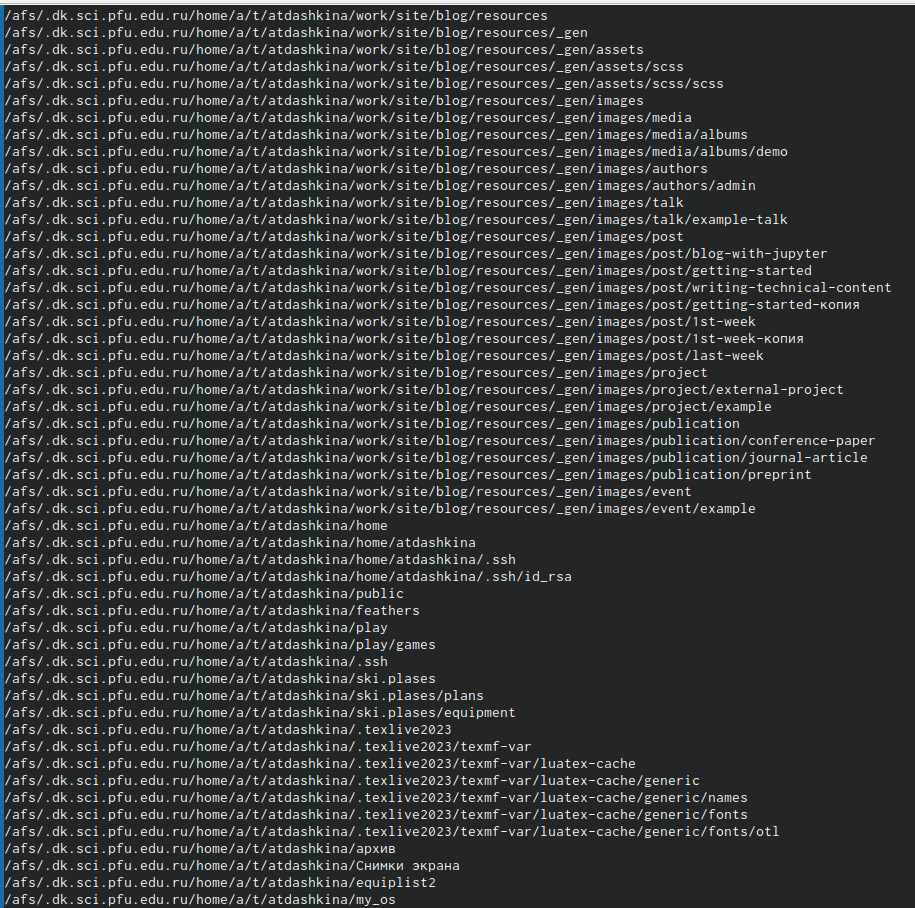 /afs/.dk.sci.pfu.edu.ru/home/a/t/atdashkina/work/site/blog/resources
/afs/.dk.sci.pfu.edu.ru/home/a/t/atdashkina/work/site/blog/resources/_gen
/afs/.dk.sci.pfu.edu.ru/home/a/t/atdashkina/work/site/blog/resources/_gen/assets
/afs/.dk.sci.pfu.edu.ru/home/a/t/atdashkina/work/site/blog/resources/_gen/assets/scss
/afs/.dk.sci.pfu.edu.ru/home/a/t/atdashkina/work/site/blog/resources/_gen/assets/scss/scss
/afs/.dk.sci.pfu.edu.ru/home/a/t/atdashkina/work/site/blog/resources/_gen/images
/afs/.dk.sci.pfu.edu.ru/home/a/t/atdashkina/work/site/blog/resources/_gen/images/media
/afs/.dk.sci.pfu.edu.ru/home/a/t/atdashkina/work/site/blog/resources/_gen/images/media/albums
/afs/.dk.sci.pfu.edu.ru/home/a/t/atdashkina/work/site/blog/resources/_gen/images/media/albums/demo
/afs/.dk.sci.pfu.edu.ru/home/a/t/atdashkina/work/site/blog/resources/_gen/images/authors
/afs/.dk.sci.pfu.edu.ru/home/a/t/atdashkina/work/site/blog/resources/_gen/images/authors/admin
/afs/.dk.sci.pfu.edu.ru/home/a/t/atdashkina/work/site/blog/resources/_gen/images/talk
/afs/.dk.sci.pfu.edu.ru/home/a/t/atdashkina/work/site/blog/resources/_gen/images/talk/example-talk
/afs/.dk.sci.pfu.edu.ru/home/a/t/atdashkina/work/site/blog/resources/_gen/images/post
/afs/.dk.sci.pfu.edu.ru/home/a/t/atdashkina/work/site/blog/resources/_gen/images/post/blog-with-jupyter
/afs/.dk.sci.pfu.edu.ru/home/a/t/atdashkina/work/site/blog/resources/_gen/images/post/getting-started
/afs/.dk.sci.pfu.edu.ru/home/a/t/atdashkina/work/site/blog/resources/_gen/images/post/writing-technical-content
/afs/.dk.sci.pfu.edu.ru/home/a/t/atdashkina/work/site/blog/resources/_gen/images/post/getting-started-копия
/afs/.dk.sci.pfu.edu.ru/home/a/t/atdashkina/work/site/blog/resources/_gen/images/post/1st-week
/afs/.dk.sci.pfu.edu.ru/home/a/t/atdashkina/work/site/blog/resources/_gen/images/post/1st-week-копия
/afs/.dk.sci.pfu.edu.ru/home/a/t/atdashkina/work/site/blog/resources/_gen/images/post/last-week
/afs/.dk.sci.pfu.edu.ru/home/a/t/atdashkina/work/site/blog/resources/_gen/images/project
/afs/.dk.sci.pfu.edu.ru/home/a/t/atdashkina/work/site/blog/resources/_gen/images/project/external-project
/afs/.dk.sci.pfu.edu.ru/home/a/t/atdashkina/work/site/blog/resources/_gen/images/project/example
/afs/.dk.sci.pfu.edu.ru/home/a/t/atdashkina/work/site/blog/resources/_gen/images/publication
/afs/.dk.sci.pfu.edu.ru/home/a/t/atdashkina/work/site/blog/resources/_gen/images/publication/conference-paper
/afs/.dk.sci.pfu.edu.ru/home/a/t/atdashkina/work/site/blog/resources/_gen/images/publication/journal-article
/afs/.dk.sci.pfu.edu.ru/home/a/t/atdashkina/work/site/blog/resources/_gen/images/publication/preprint
/afs/.dk.sci.pfu.edu.ru/home/a/t/atdashkina/work/site/blog/resources/_gen/images/event
/afs/.dk.sci.pfu.edu.ru/home/a/t/atdashkina/work/site/blog/resources/_gen/images/event/example
/afs/.dk.sci.pfu.edu.ru/home/a/t/atdashkina/home
/afs/.dk.sci.pfu.edu.ru/home/a/t/atdashkina/home/atdashkina
/afs/.dk.sci.pfu.edu.ru/home/a/t/atdashkina/home/atdashkina/.ssh
/afs/.dk.sci.pfu.edu.ru/home/a/t/atdashkina/home/atdashkina/.ssh/id_rsa
/afs/.dk.sci.pfu.edu.ru/home/a/t/atdashkina/public
/afs/.dk.sci.pfu.edu.ru/home/a/t/atdashkina/feathers
/afs/.dk.sci.pfu.edu.ru/home/a/t/atdashkina/play
/afs/.dk.sci.pfu.edu.ru/home/a/t/atdashkina/play/games
/afs/.dk.sci.pfu.edu.ru/home/a/t/atdashkina/.ssh
/afs/.dk.sci.pfu.edu.ru/home/a/t/atdashkina/ski.plases
/afs/.dk.sci.pfu.edu.ru/home/a/t/atdashkina/ski.plases/plans
/afs/.dk.sci.pfu.edu.ru/home/a/t/atdashkina/ski.plases/equipment
/afs/.dk.sci.pfu.edu.ru/home/a/t/atdashkina/.texlive2023
/afs/.dk.sci.pfu.edu.ru/home/a/t/atdashkina/.texlive2023/texmf-var
/afs/.dk.sci.pfu.edu.ru/home/a/t/atdashkina/.texlive2023/texmf-var/luatex-cache
/afs/.dk.sci.pfu.edu.ru/home/a/t/atdashkina/.texlive2023/texmf-var/luatex-cache/generic
/afs/.dk.sci.pfu.edu.ru/home/a/t/atdashkina/.texlive2023/texmf-var/luatex-cache/generic/names
/afs/.dk.sci.pfu.edu.ru/home/a/t/atdashkina/.texlive2023/texmf-var/luatex-cache/generic/fonts
/afs/.dk.sci.pfu.edu.ru/home/a/t/atdashkina/.texlive2023/texmf-var/luatex-cache/generic/fonts/otl
/afs/.dk.sci.pfu.edu.ru/home/a/t/atdashkina/архив
/afs/.dk.sci.pfu.edu.ru/home/a/t/atdashkina/Снимки экрана
/afs/.dk.sci.pfu.edu.ru/home/a/t/atdashkina/equiplist2
/afs/.dk.sci.pfu.edu.ru/home/a/t/atdashkina/my_os